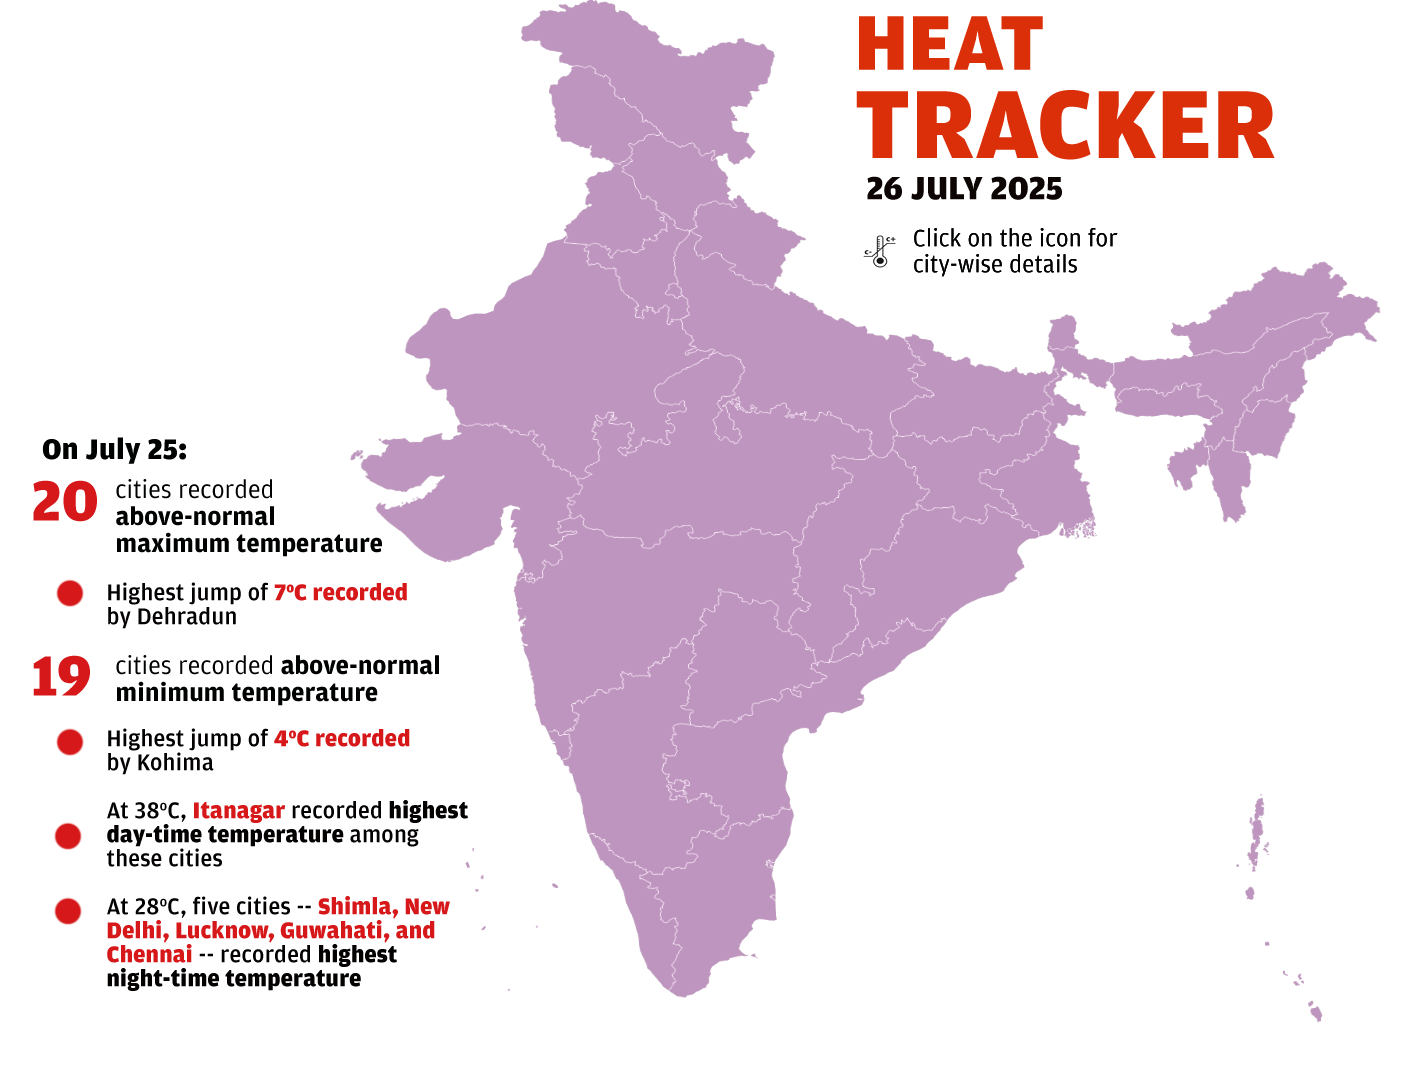 HEAT
TRACKER
26 JULY 2025
C- C+
Click on the icon for
city-wise details
On July 25:
20 cities recorded
above-normal
maximum temperature
Highest jump of 7ºC recorded
by Dehradun
19 cities recorded above-normal
minimum temperature
Highest jump of 4ºC recorded
by Kohima
At 38ºC, Itanagar recorded highest
day-time temperature among
these cities
At 28ºC, five cities -- Shimla, New
Delhi, Lucknow, Guwahati, and
Chennai -- recorded highest
night-time temperature